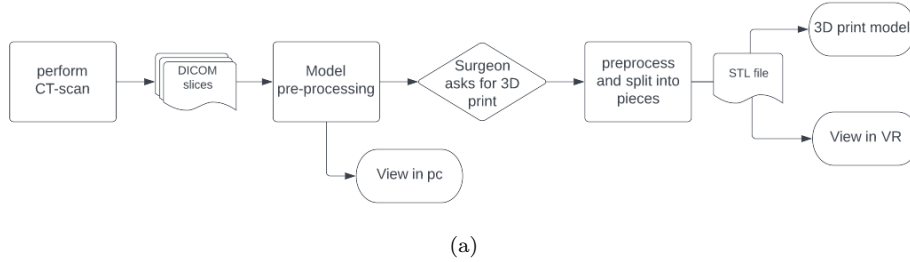 perform
CT-scan
DICOM
slices
Model
pre-processing
Surgeon
asks for 3D
print
preprocess
and split into
pieces
STL file
3D print model
View in VR
View in pc
(a)